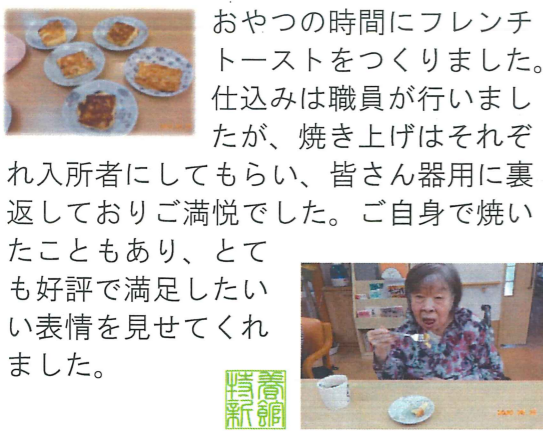 おやつの時間にフレンチ
トーストをつくりました。
仕込みは職員が行いまし
たが、焼き上げはそれぞ
れ入所者にしてもらい、皆さん器用に裏
返しておりご満悦でした。ご自身で焼い
たこともあり、とて
も好評で満足したい
い表情を見せてくれ
ました。
特養
新館